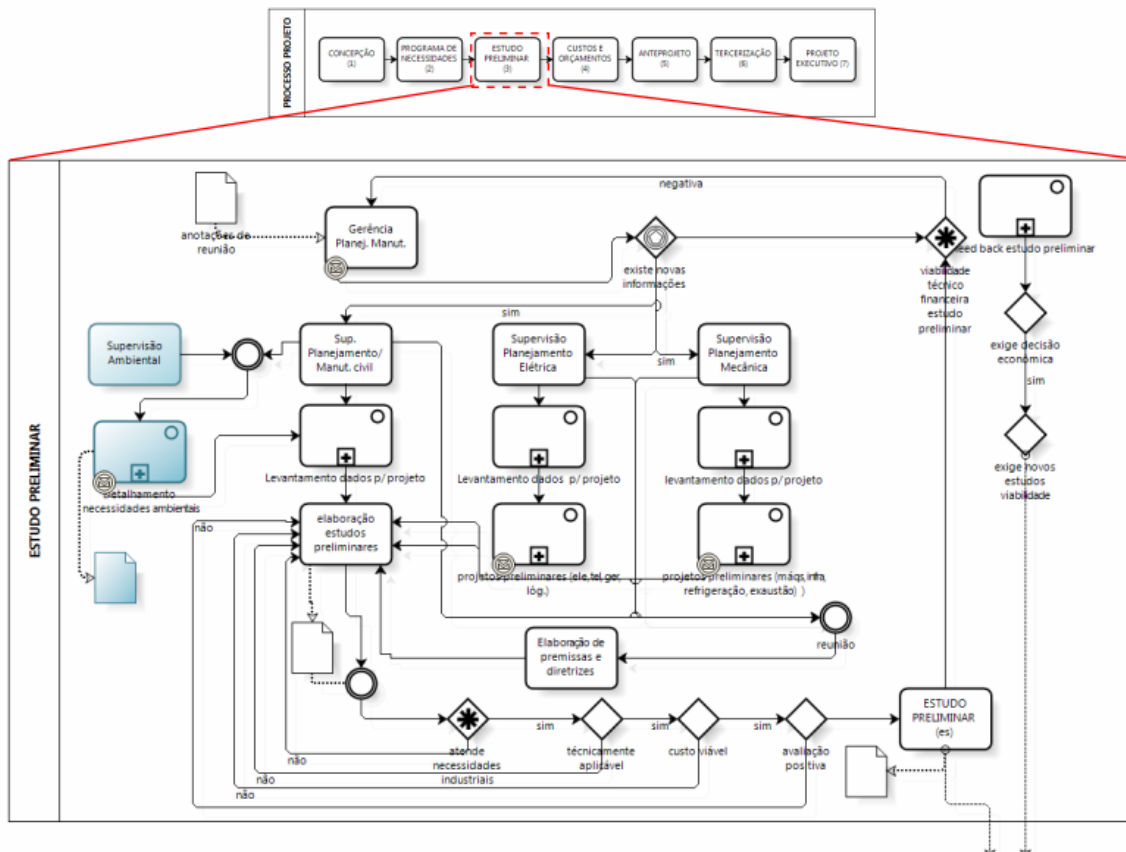 PROCESSO PROJETO
CONCEPÇÃO
(1)
PROGRAMA DE
NECESSIDADES
(2)
ESTUDO
PRELIMINAR
(3)
CUSTOS E
ORÇAMENTOS
(4)
ANTEPROJETO
(5)
TERCERIZAÇÃO
(6)
PROJETO
EXECUTIVO (7)
ESTUDO PRELIMINAR
anotações de
reunião
Gerência
Planej. Manut.
negativa
existe novas
informações
viabilidade
técnico
financeira
estudo
preliminar
eed back estudo preliminar
exige decisão
econômica
sim
exige novos
estudos
viabilidade
sim
sim
Supervisão
Ambiental
Sup.
Planejamento/
Manut. civil
Supervisão
Planejamento
Elétrica
Supervisão
Planejamento
Mecânica
detalhamento
necessidades ambientais
Levantamento dados p/ projeto
Levantamento dados p/ projeto
levantamento dados p/ projeto
não
elaboração
estudos
preliminares
projetos preliminares (ele,tel,ger,
lóg.)
projetos preliminares (máqs,infra,
refrigeração, exaustão) )
reunião
Elaboração de
premissas e
diretrizes
atende
necessidades
industriais
sim
técnicamente
aplicável
sim
custo viável
sim
avaliação
positiva
ESTUDO
PRELIMINAR
(es)
não
não
não